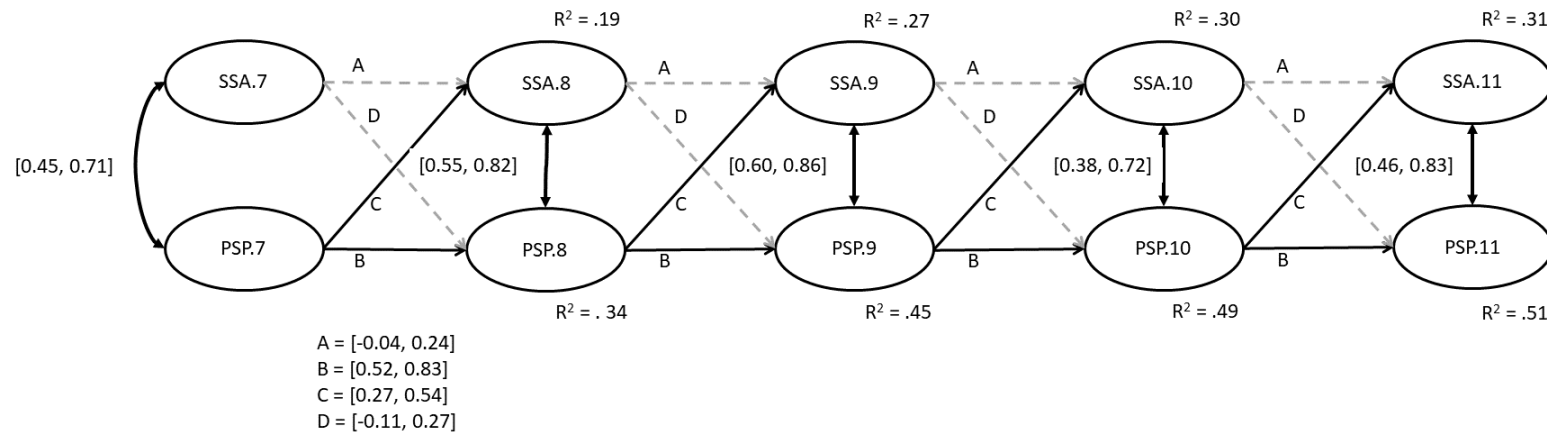 R² = .19
R² = .27
R² = .30
R² = .31
SSA.7
A
SSA.8
A
SSA.9
A
SSA.10
A
SSA.11
D
D
D
D
[0.45, 0.71]
[0.55, 0.82]
[0.60, 0.86]
[0.38, 0.72]
[0.46, 0.83]
C
C
C
C
PSP.7
B
PSP.8
B
PSP.9
B
PSP.10
B
PSP.11
R² = . 34
R² = .45
R² = .49
R² = .51
A = [-0.04, 0.24]
B = [0.52, 0.83]
C = [0.27, 0.54]
D = [-0.11, 0.27]